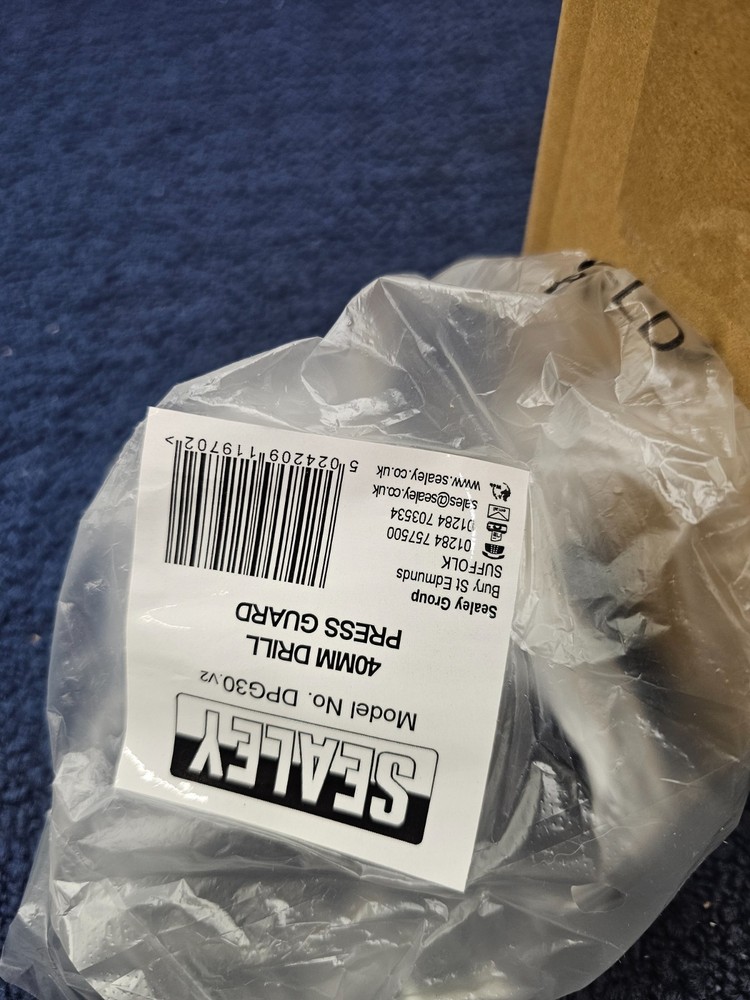 SEALEY
Model No. DPG30.V2
40MM DRILL
PRESS GUARD
Sealey Group
Bury St Edmunds
SUFFOLK
01284 757500
01284 703534
sales@sealey.co.uk
www.sealey.co.uk
5 024209 119702 >
LD